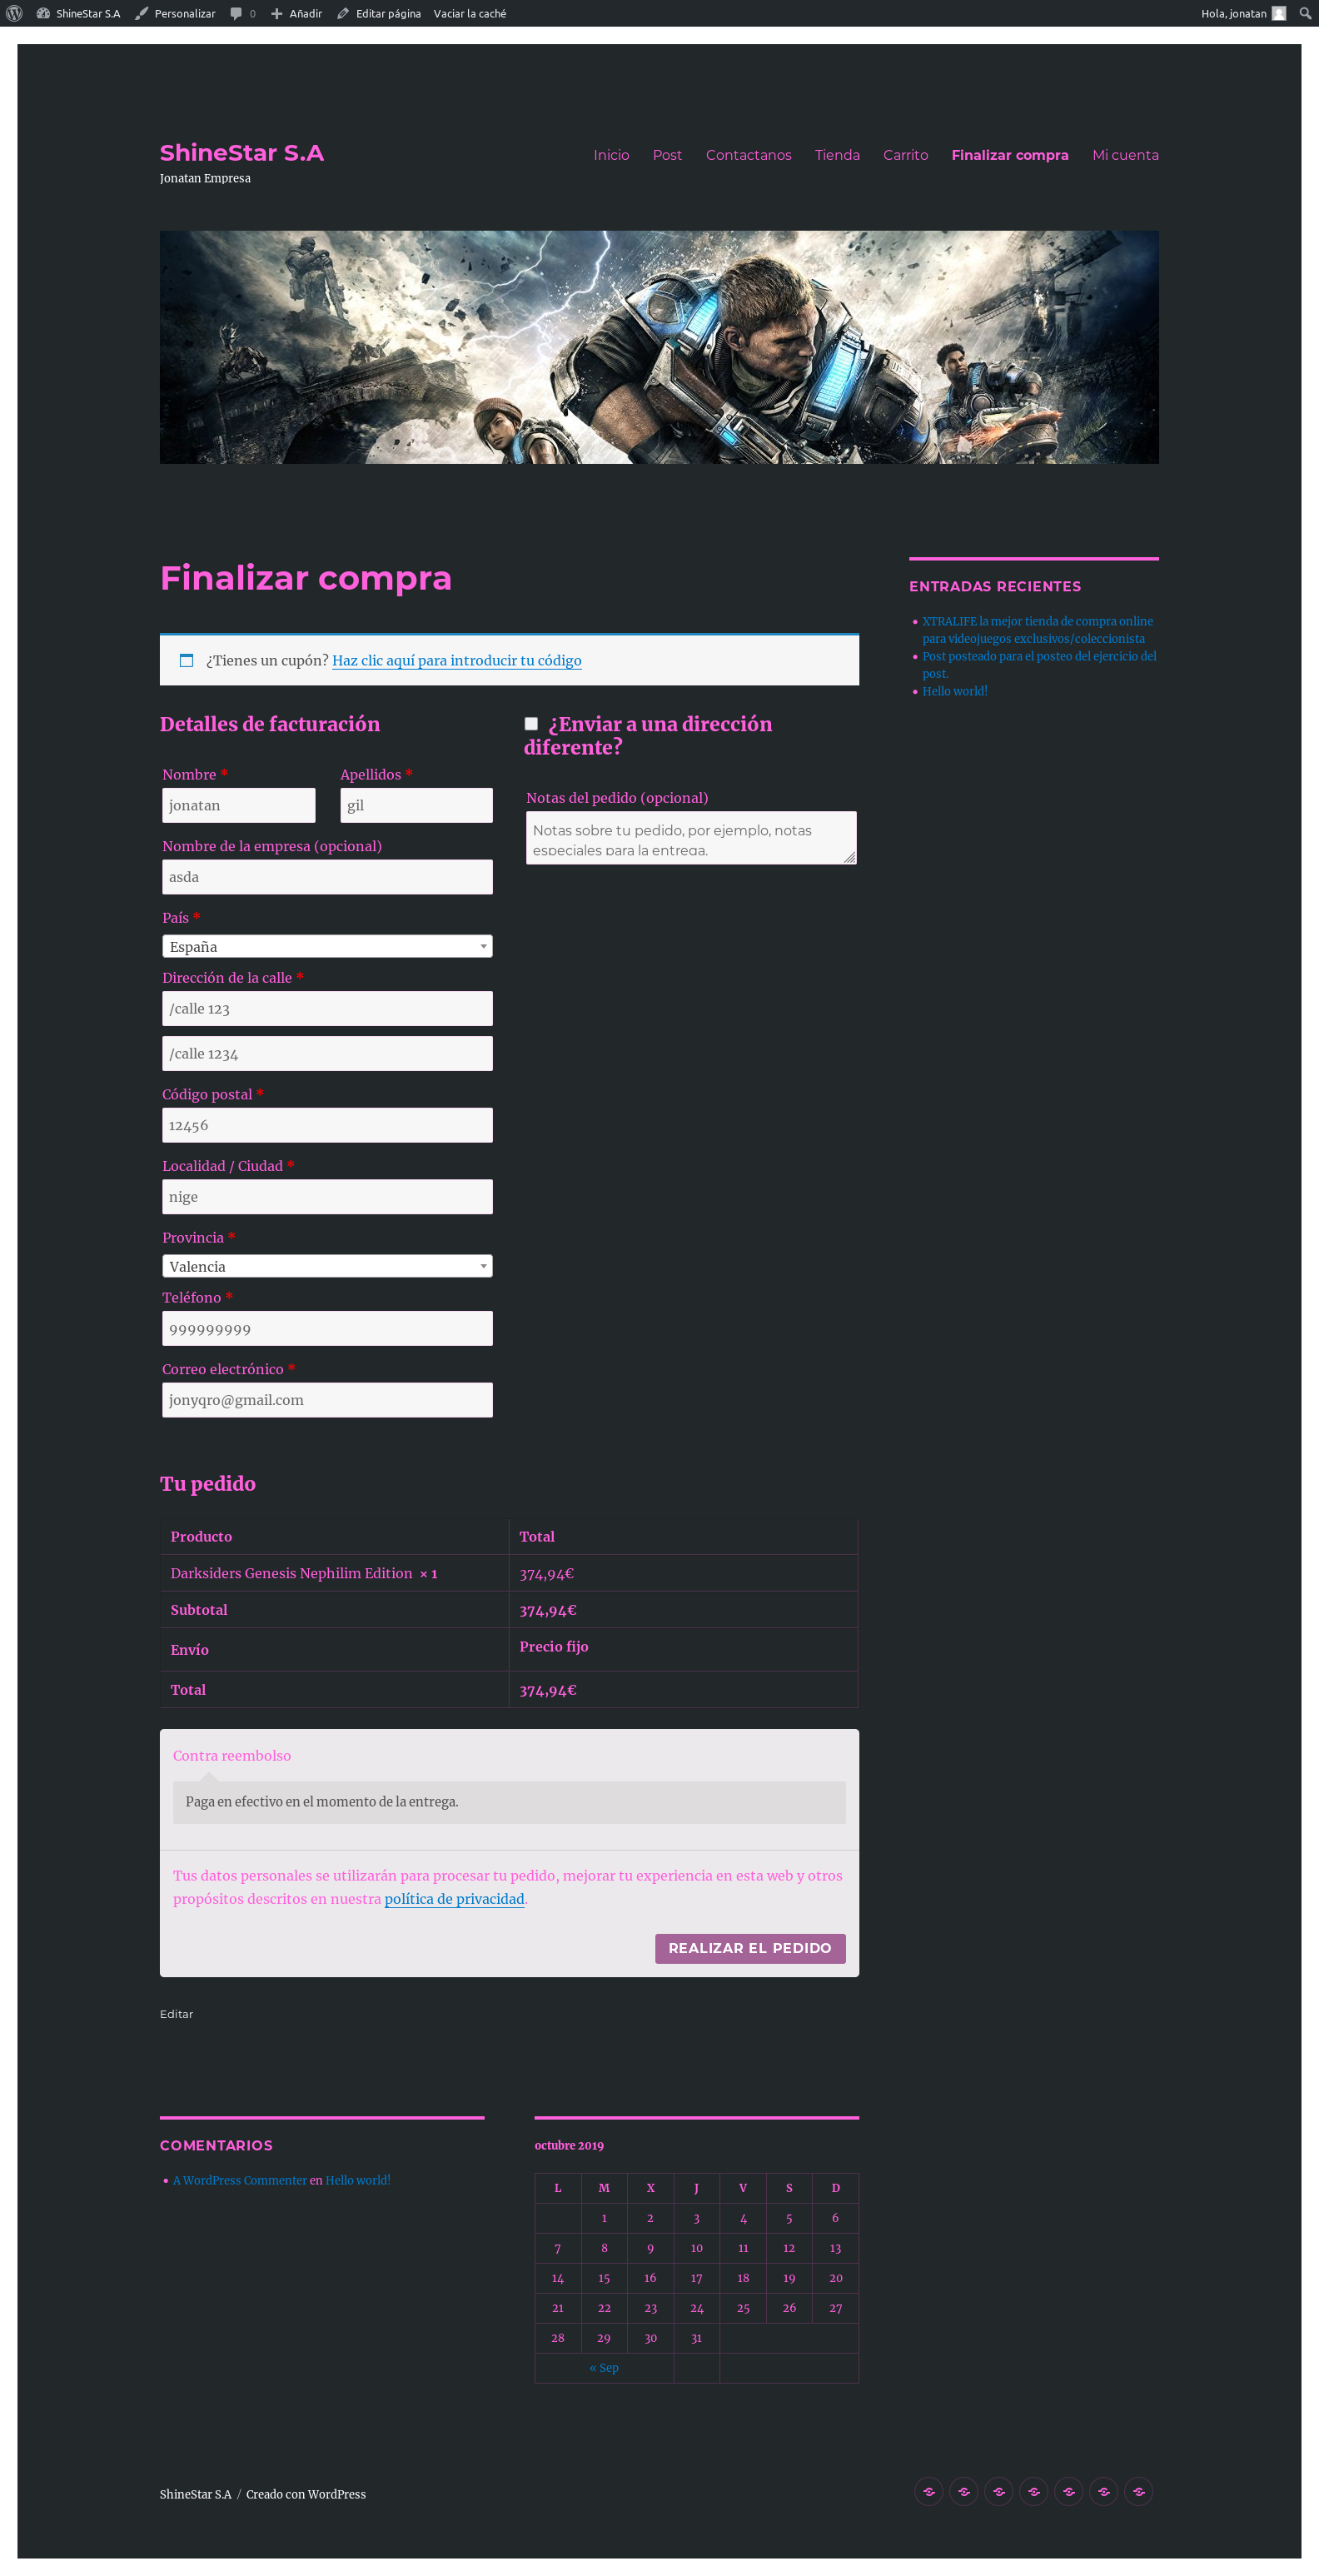 ShineStar S.A Personalizar 0 Añadir Editar página Vaciar la caché Hola, jonatan
ShineStar S.A
Jonatan Empresa
Inicio Post Contactanos Tienda Carrito Finalizar compra Mi cuenta
Finalizar compra
¿Tienes un cupón? Haz clic aquí para introducir tu código
Detalles de facturación
Nombre *
Apellidos *
jonatan
gil
Nombre de la empresa (opcional)
asda
País *
España
Dirección de la calle *
/calle 123
/calle 1234
Código postal *
12456
Localidad / Ciudad *
nige
Provincia *
Valencia
Teléfono *
999999999
Correo electrónico *
jonyqro@gmail.com
¿Enviar a una dirección
diferente?
Notas del pedido (opcional)
Notas sobre tu pedido, por ejemplo, notas
especiales para la entrega.
Tu pedido
Producto Total
Darksiders Genesis Nephilim Edition × 1 374,94€
Subtotal 374,94€
Envío Precio fijo
Total 374,94€
Contra reembolso
Paga en efectivo en el momento de la entrega.
Tus datos personales se utilizarán para procesar tu pedido, mejorar tu experiencia en esta web y otros
propósitos descritos en nuestra política de privacidad.
REALIZAR EL PEDIDO
Editar
ENTRADAS RECIENTES
XTRALIFE la mejor tienda de compra online
para videojuegos exclusivos/coleccionista
Post posteado para el posteo del ejercicio del
post.
Hello world!
COMENTARIOS
A WordPress Commenter en Hello world!
octubre 2019
L M X J V S D
1 2 3 4 5 6
7 8 9 10 11 12 13
14 15 16 17 18 19 20
21 22 23 24 25 26 27
28 29 30 31
« Sep
ShineStar S.A / Creado con WordPress